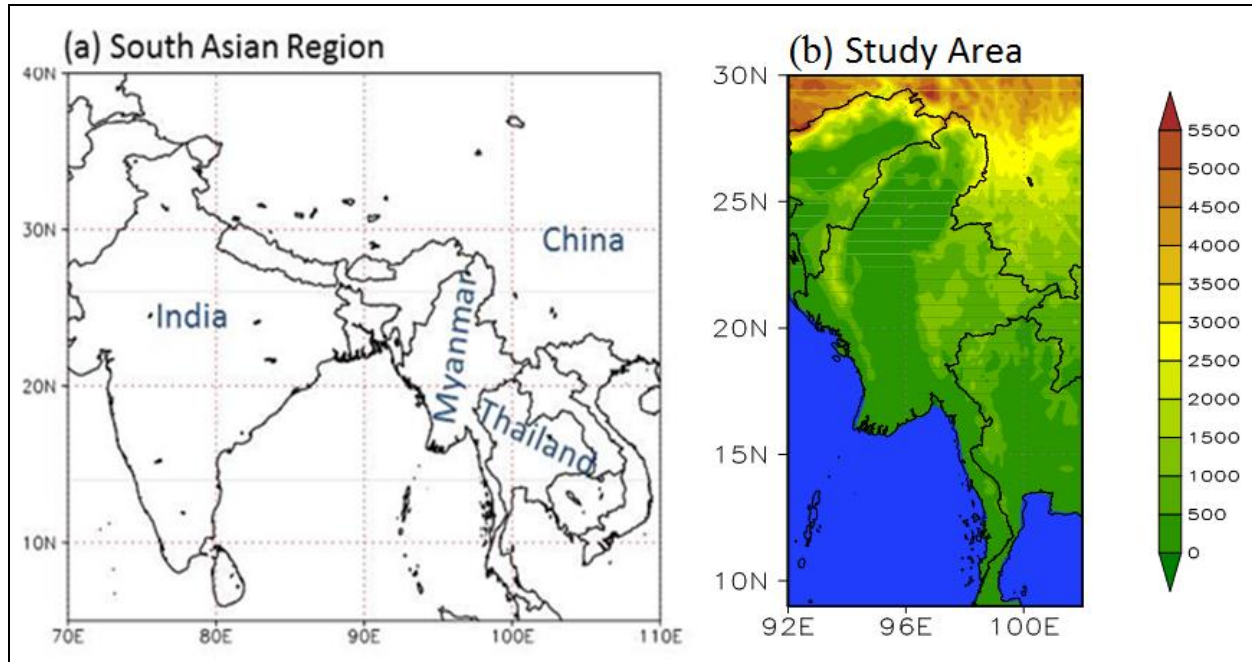 (a) South Asian Region
40N
30N
20N
10N
70E 80E 90E 100E 110E
China
India
Myanmar
Thailand
(b) Study Area
30N
25N
20N
15N
10N
92E 96E 100E
5500
5000
4500
4000
3500
3000
2500
2000
1500
1000
500
0